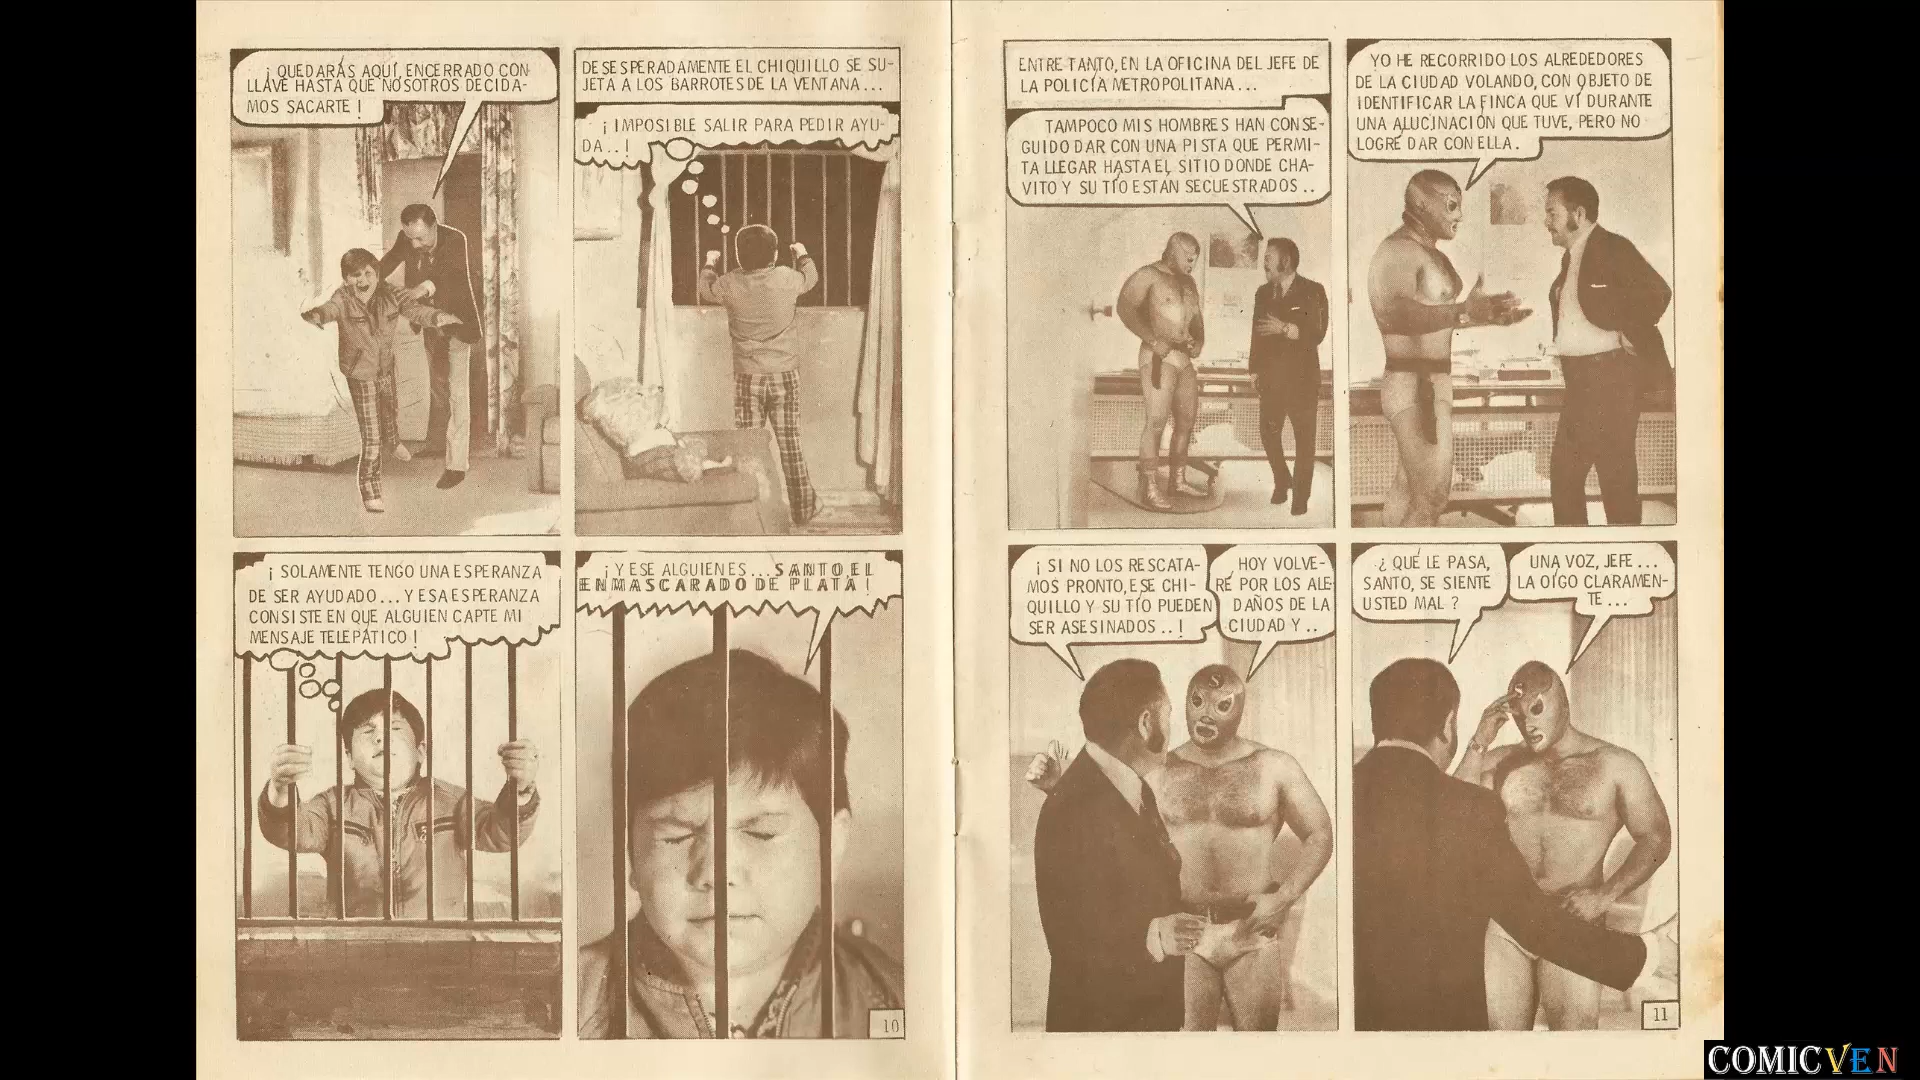 ¡ QUEDARÁS AQUÍ, ENCERRADO CON
LLAVE HASTA QUE NOSOTROS DECIDA-
MOS SACARTE !
DESESPERADAMENTE EL CHIQUILLO SE SU-
JETA A LOS BARROTES DE LA VENTANA...
¡ IMPOSIBLE SALIR PARA PEDIR AYU-
DA..!
¡ SOLAMENTE TENGO UNA ESPERANZA
DE SER AYUDADO...Y ESA ESPERANZA
CONSISTE EN QUE ALGUIEN CAPTE MI
MENSAJE TELEPÁTICO !
¡Y ESE ALGUIEN ES... SANTO, EL
ENMASCARADO DE PLATA !
10
ENTRE TANTO, EN LA OFICINA DEL JEFE DE
LA POLICÍA METROPOLITANA...
TAMPOCO MIS HOMBRES HAN CONSE-
GUIDO DAR CON UNA PISTA QUE PERMI-
TA LLEGAR HASTA EL SITIO DONDE CHA-
VITO Y SU TÍO ESTAN SECUESTRADOS..
YO HE RECORRIDO LOS ALREDEDORES
DE LA CIUDAD VOLANDO, CON OBJETO DE
IDENTIFICAR LA FINCA QUE VÍ DURANTE
UNA ALUCINACIÓN QUE TUVE, PERO NO
LOGRÉ DAR CON ELLA.
¡ SI NO LOS RESCATA-
MOS PRONTO, ESE CHI-
QUILLO Y SU TÍO PUEDEN
SER ASESINADOS..!
HOY VOLVE-
RÉ POR LOS ALE-
DAÑOS DE LA
CIUDAD Y..
¿ QUÉ LE PASA,
SANTO, SE SIENTE
USTED MAL ?
UNA VOZ, JEFE...
LA OÍGO CLARAMEN-
TE...
11
COMICVEN